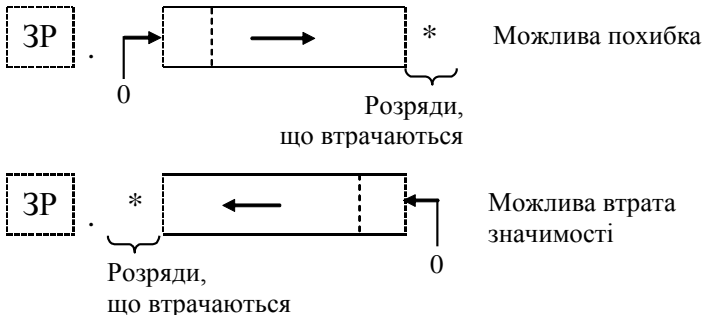 ЗР . * Можлива похибка
0
Розряди,
що втрачаються
ЗР . * Можлива втрата
значимості
0
Розряди,
що втрачаються